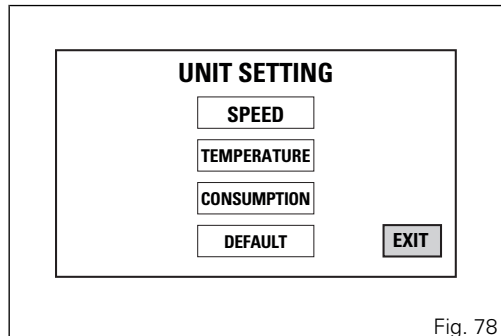 UNIT SETTING
SPEED
TEMPERATURE
CONSUMPTION
DEFAULT
EXIT
Fig. 78